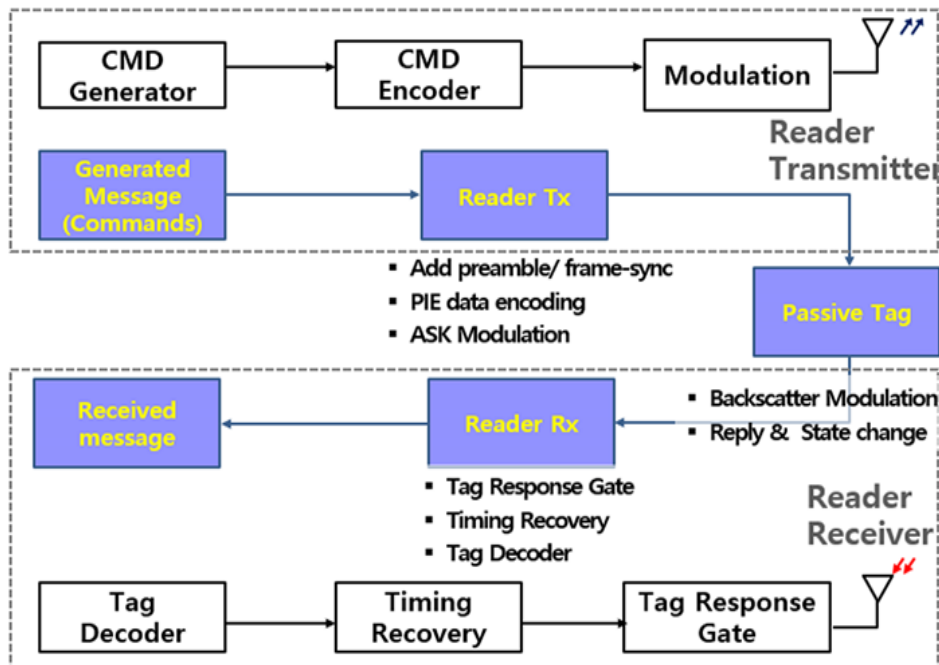 CMD
Generator
CMD
Encoder
Modulation
Reader
Transmitter
Generated
Message
(Commands)
Reader Tx
▪ Add preamble/ frame-sync
▪ PIE data encoding
▪ ASK Modulation
Passive Tag
Received
message
Reader Rx
▪ Backscatter Modulation
▪ Reply & State change
▪ Tag Response Gate
▪ Timing Recovery
▪ Tag Decoder
Reader
Receiver
Tag
Decoder
Timing
Recovery
Tag Response
Gate